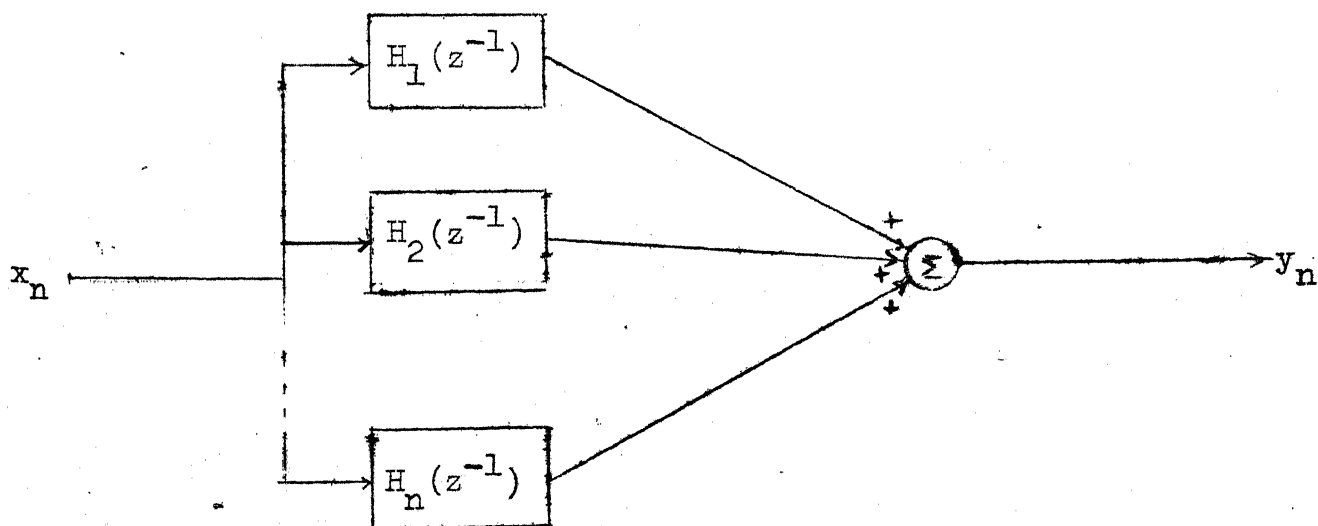 H₁(z⁻¹)
+
H₂(z⁻¹)
xₙ
+
Σ
yₙ
+
Hₙ(z⁻¹)